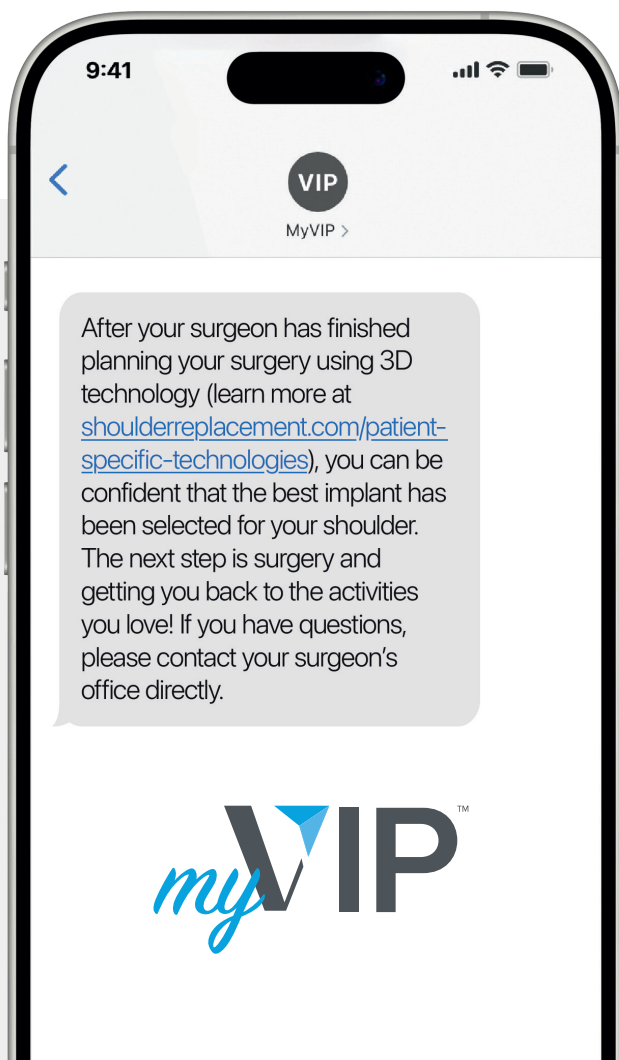 9:41
VIP
MyVIP >
After your surgeon has finished
planning your surgery using 3D
technology (learn more at
shoulderreplacement.com/patient-
specific-technologies), you can be
confident that the best implant has
been selected for your shoulder.
The next step is surgery and
getting you back to the activities
you love! If you have questions,
please contact your surgeon’s
office directly.
myVIP™